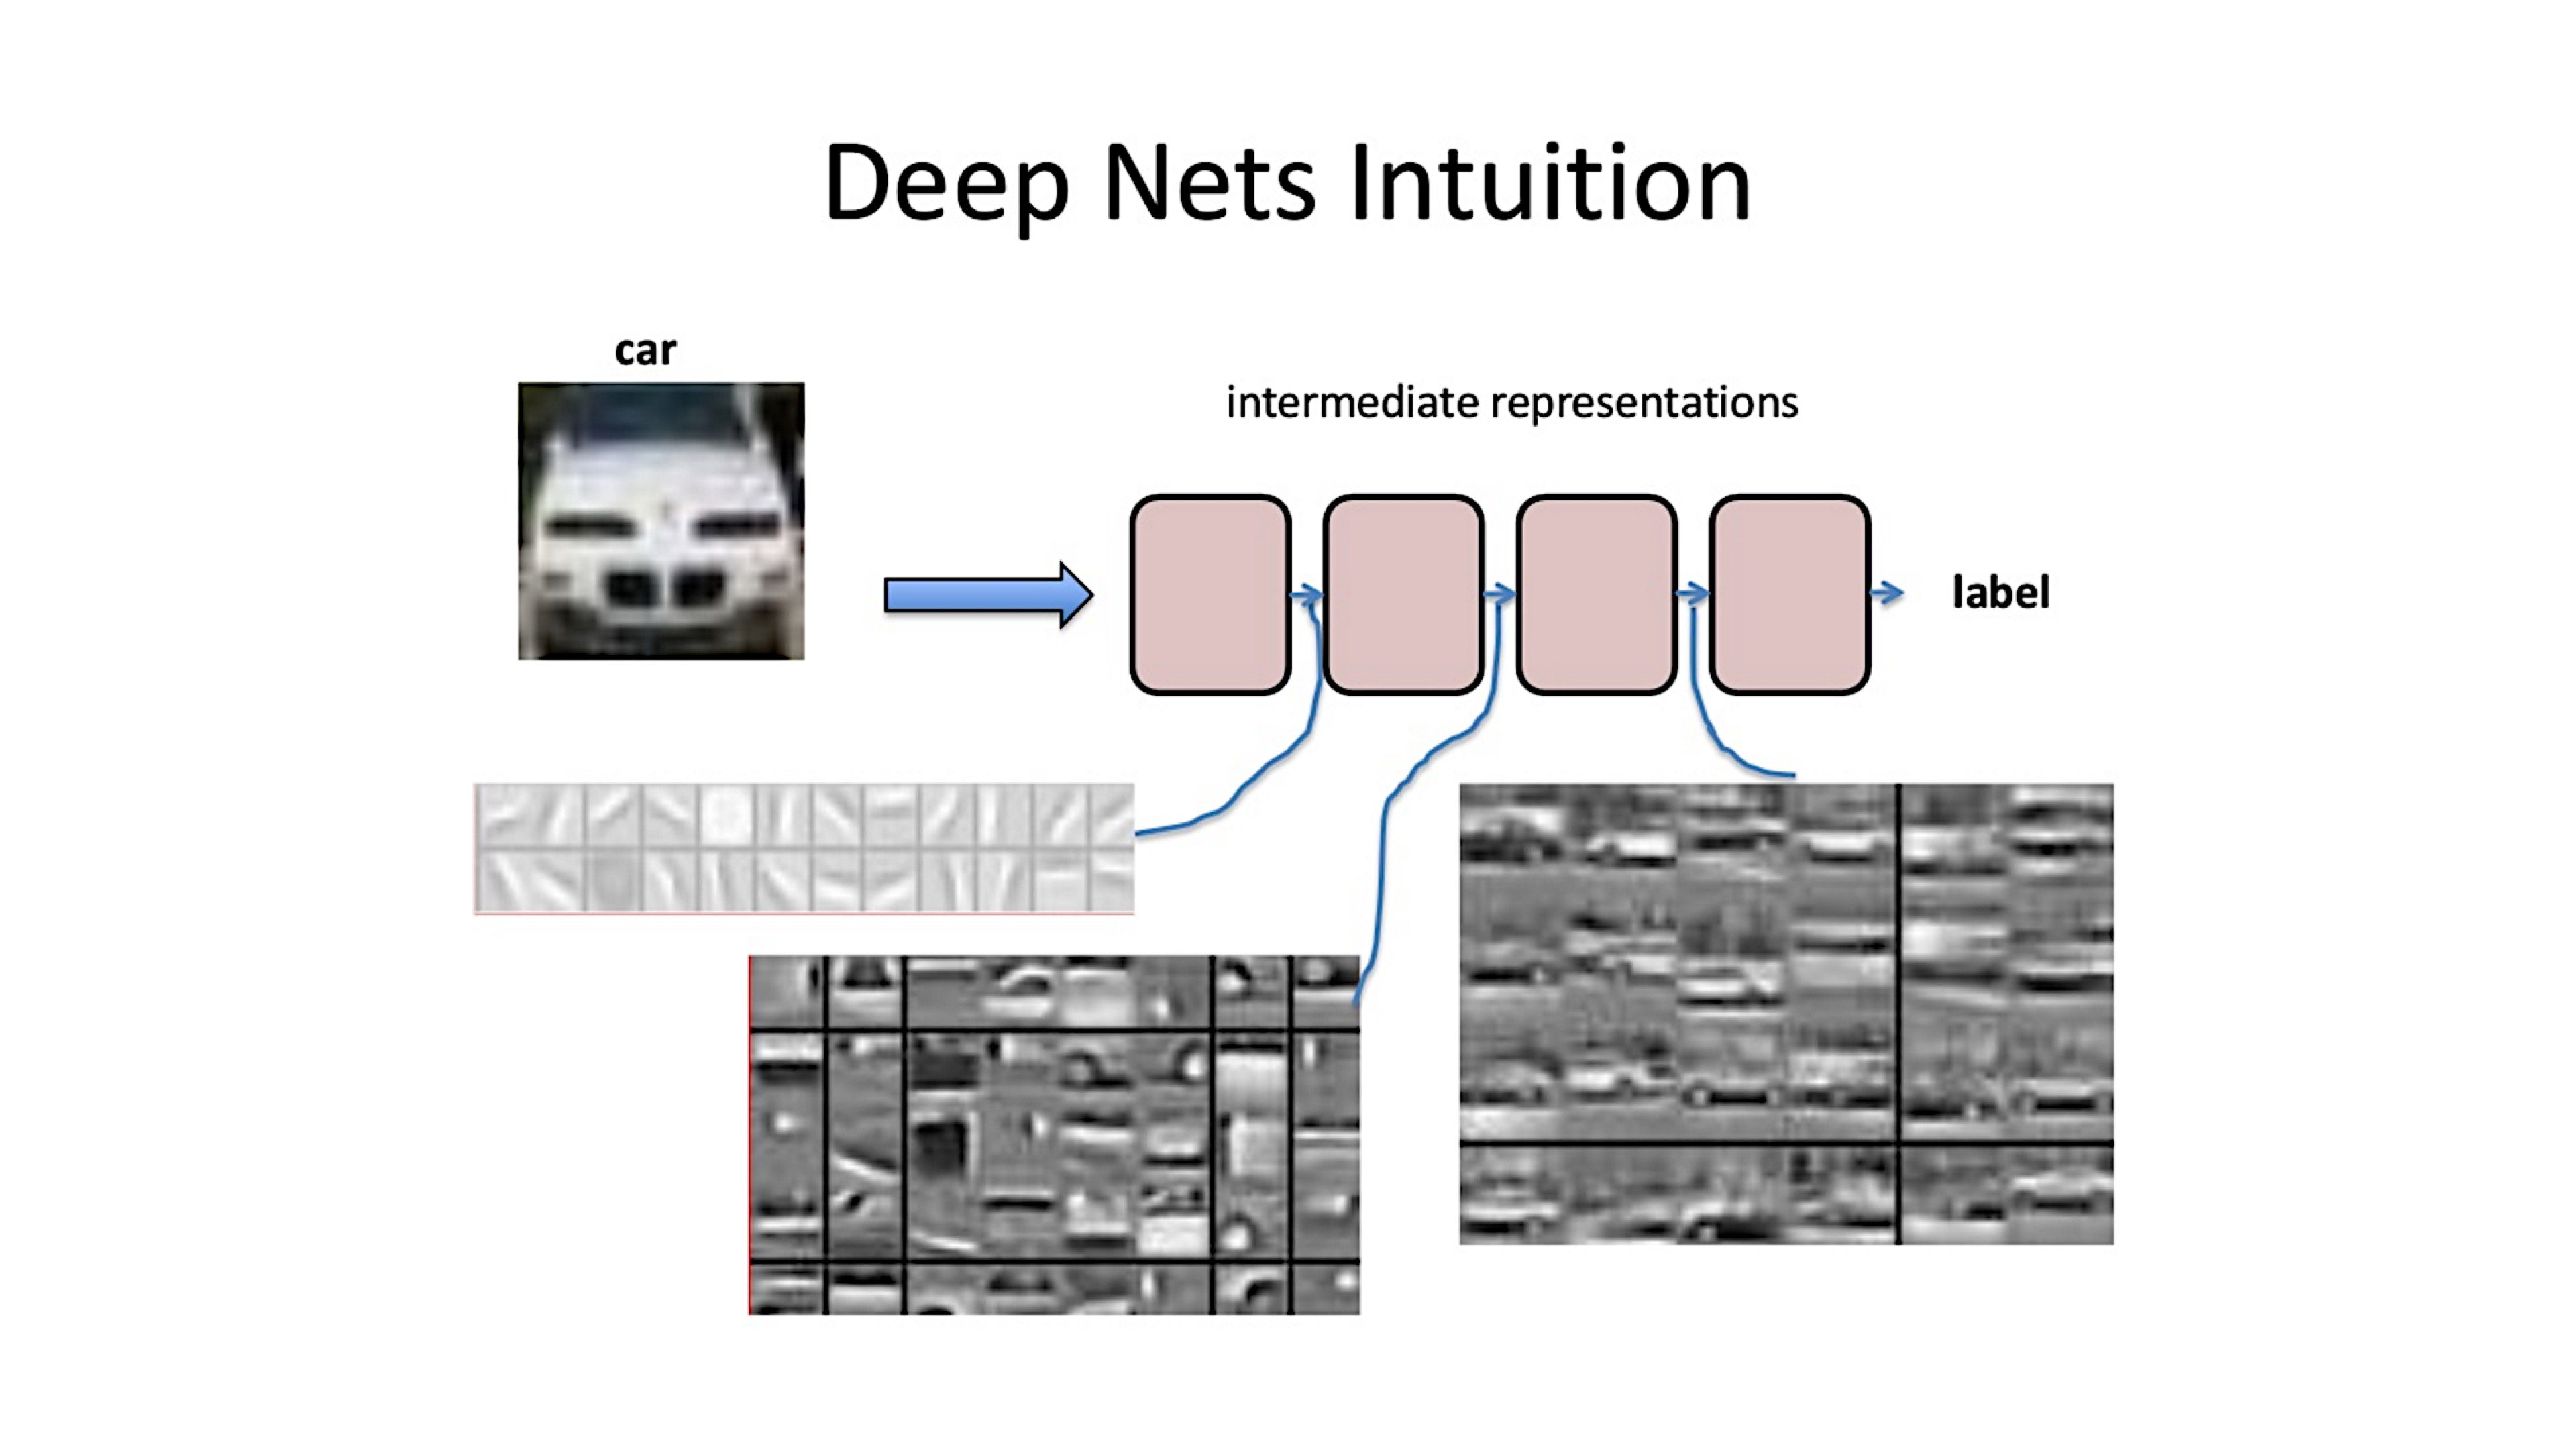 Deep Nets Intuition
car
intermediate representations
label